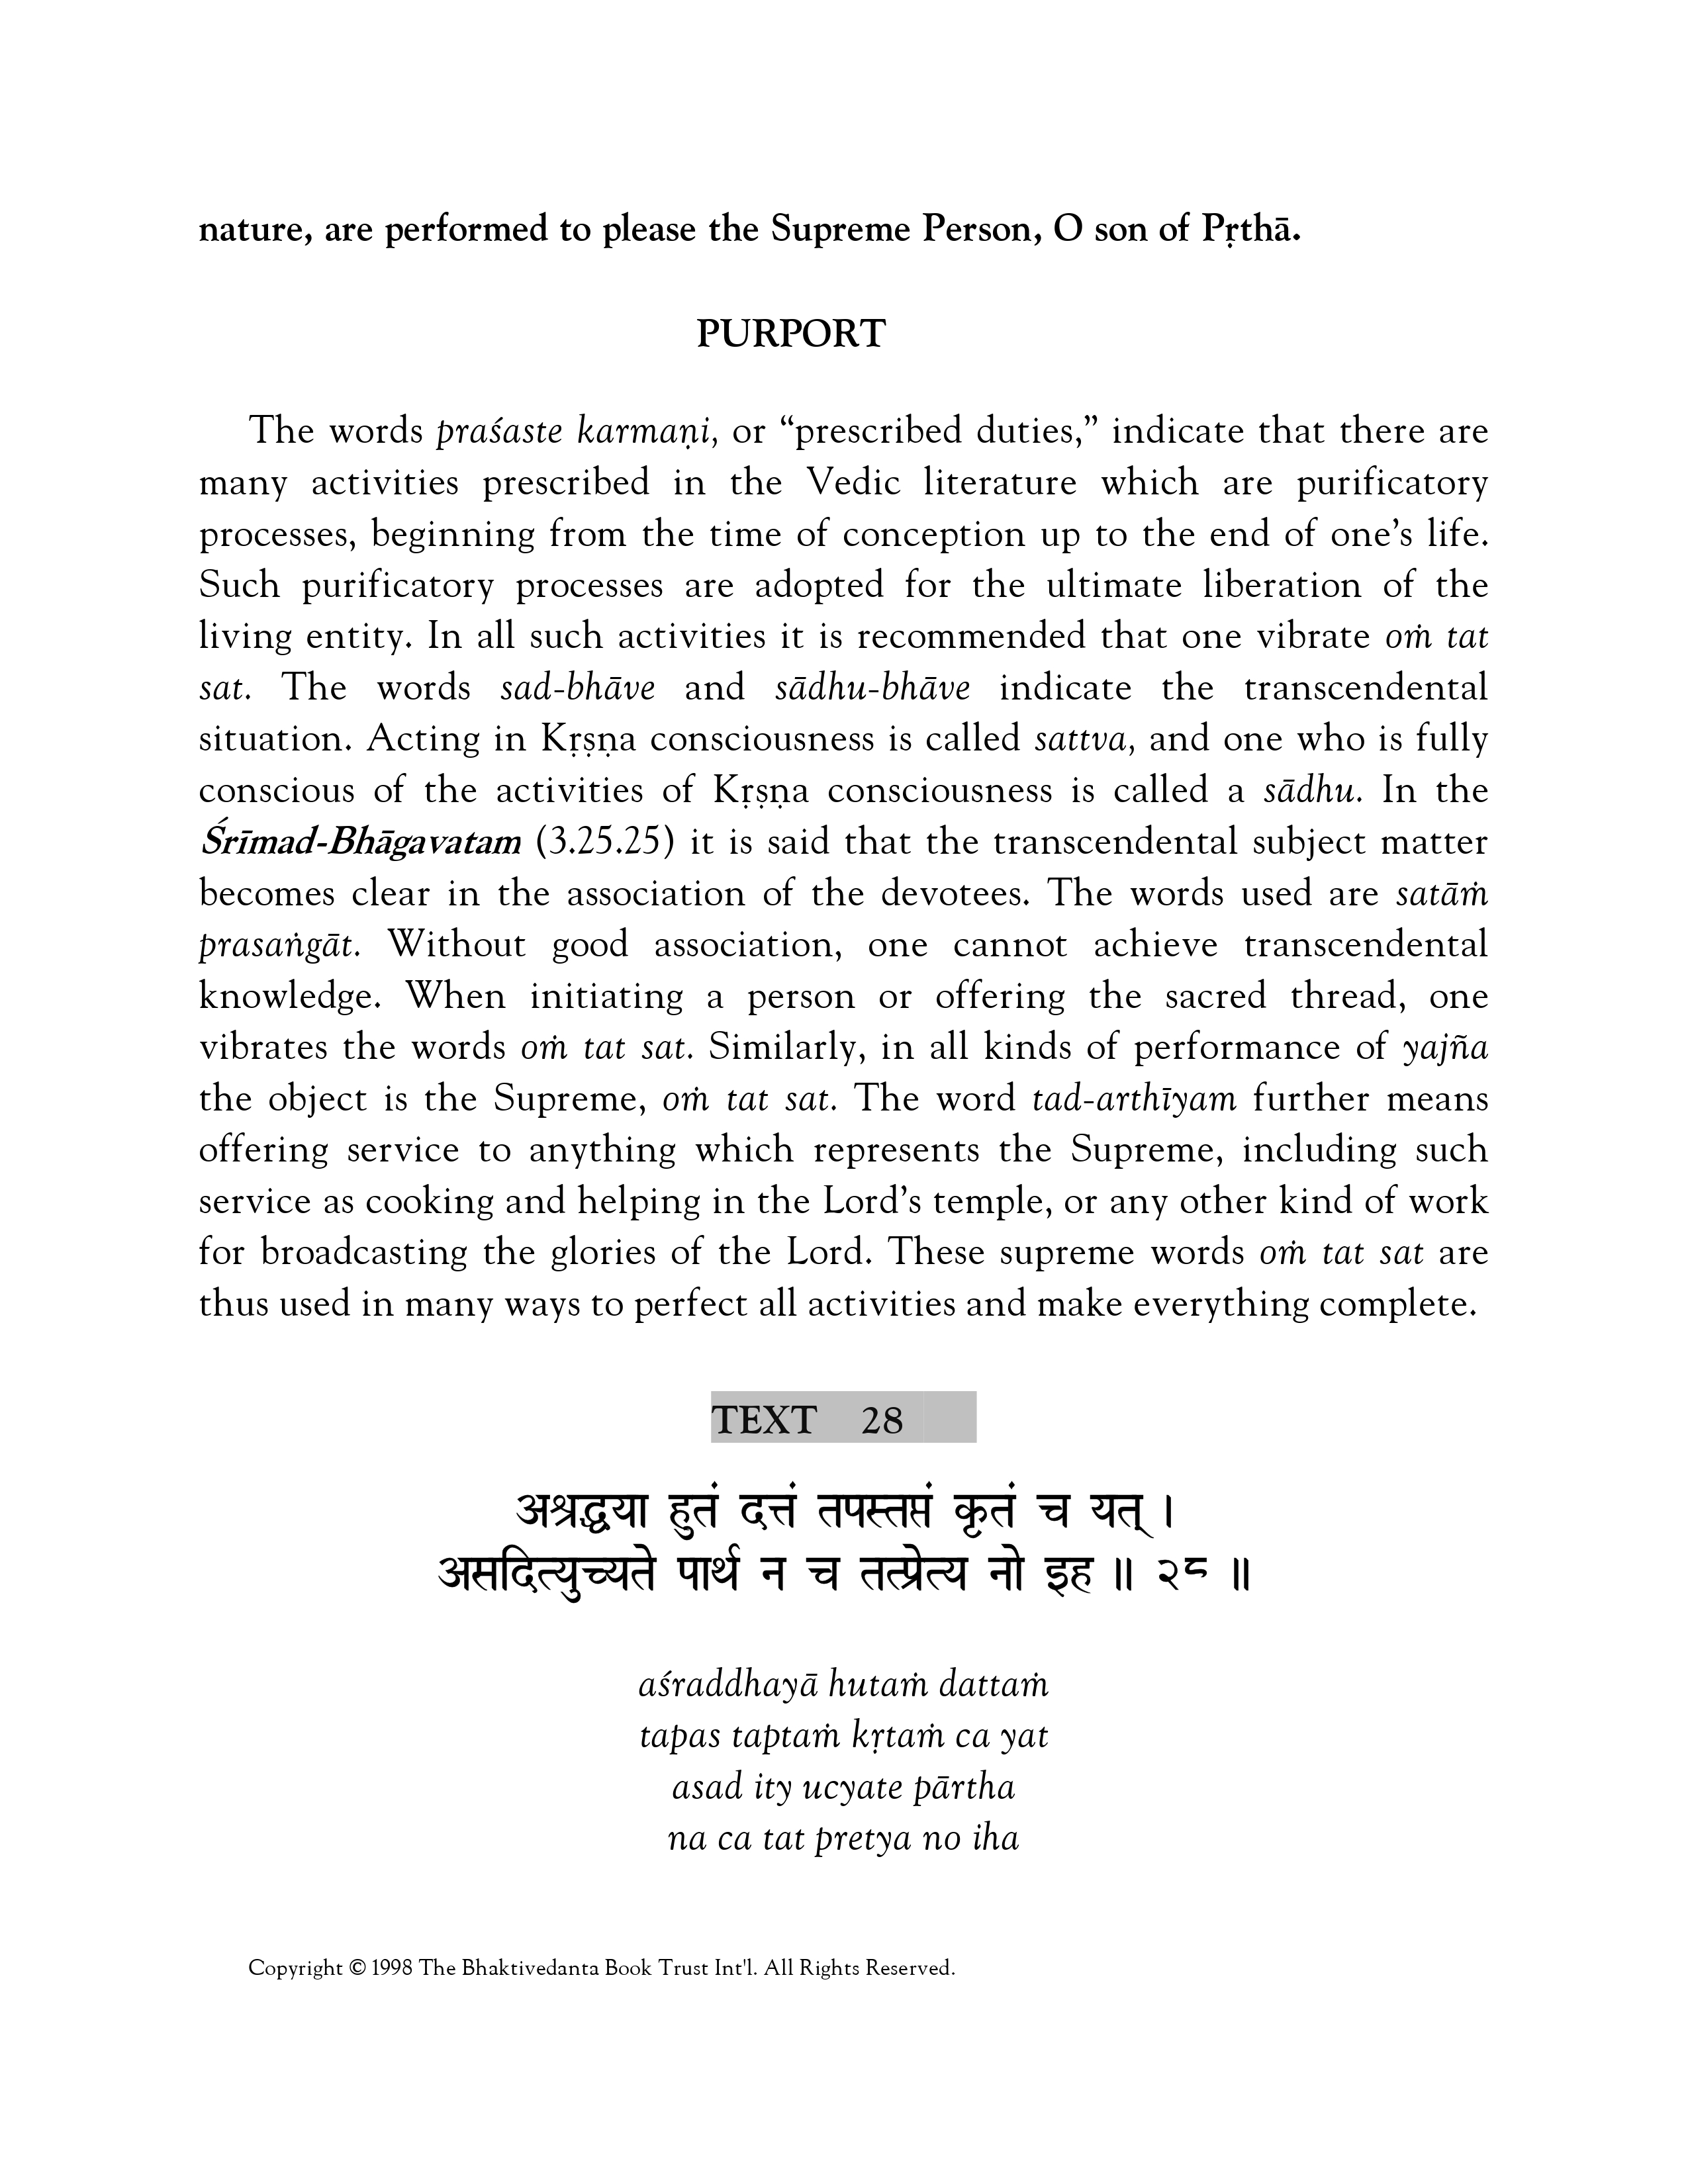 nature, are performed to please the Supreme Person, O son of Pṛthā.
PURPORT
The words praśaste karmaṇi, or “prescribed duties,” indicate that there are
many activities prescribed in the Vedic literature which are purificatory
processes, beginning from the time of conception up to the end of one’s life.
Such purificatory processes are adopted for the ultimate liberation of the
living entity. In all such activities it is recommended that one vibrate oṁ tat
sat. The words sad-bhāve and sādhu-bhāve indicate the transcendental
situation. Acting in Kṛṣṇa consciousness is called sattva, and one who is fully
conscious of the activities of Kṛṣṇa consciousness is called a sādhu. In the
Śrīmad-Bhāgavatam (3.25.25) it is said that the transcendental subject matter
becomes clear in the association of the devotees. The words used are satāṁ
prasaṅgāt. Without good association, one cannot achieve transcendental
knowledge. When initiating a person or offering the sacred thread, one
vibrates the words oṁ tat sat. Similarly, in all kinds of performance of yajña
the object is the Supreme, oṁ tat sat. The word tad-arthīyam further means
offering service to anything which represents the Supreme, including such
service as cooking and helping in the Lord’s temple, or any other kind of work
for broadcasting the glories of the Lord. These supreme words oṁ tat sat are
thus used in many ways to perfect all activities and make everything complete.
TEXT 28
अश्रद्धया हुतं दत्तं तपस्तप्तं कृतं च यत् ।
असदित्युच्यते पार्थ न च तत्प्रेत्य नो इह ॥ २८ ॥
aśraddhayā hutaṁ dattaṁ
tapas taptaṁ kṛtaṁ ca yat
asad ity ucyate pārtha
na ca tat pretya no iha
Copyright © 1998 The Bhaktivedanta Book Trust Int'l. All Rights Reserved.